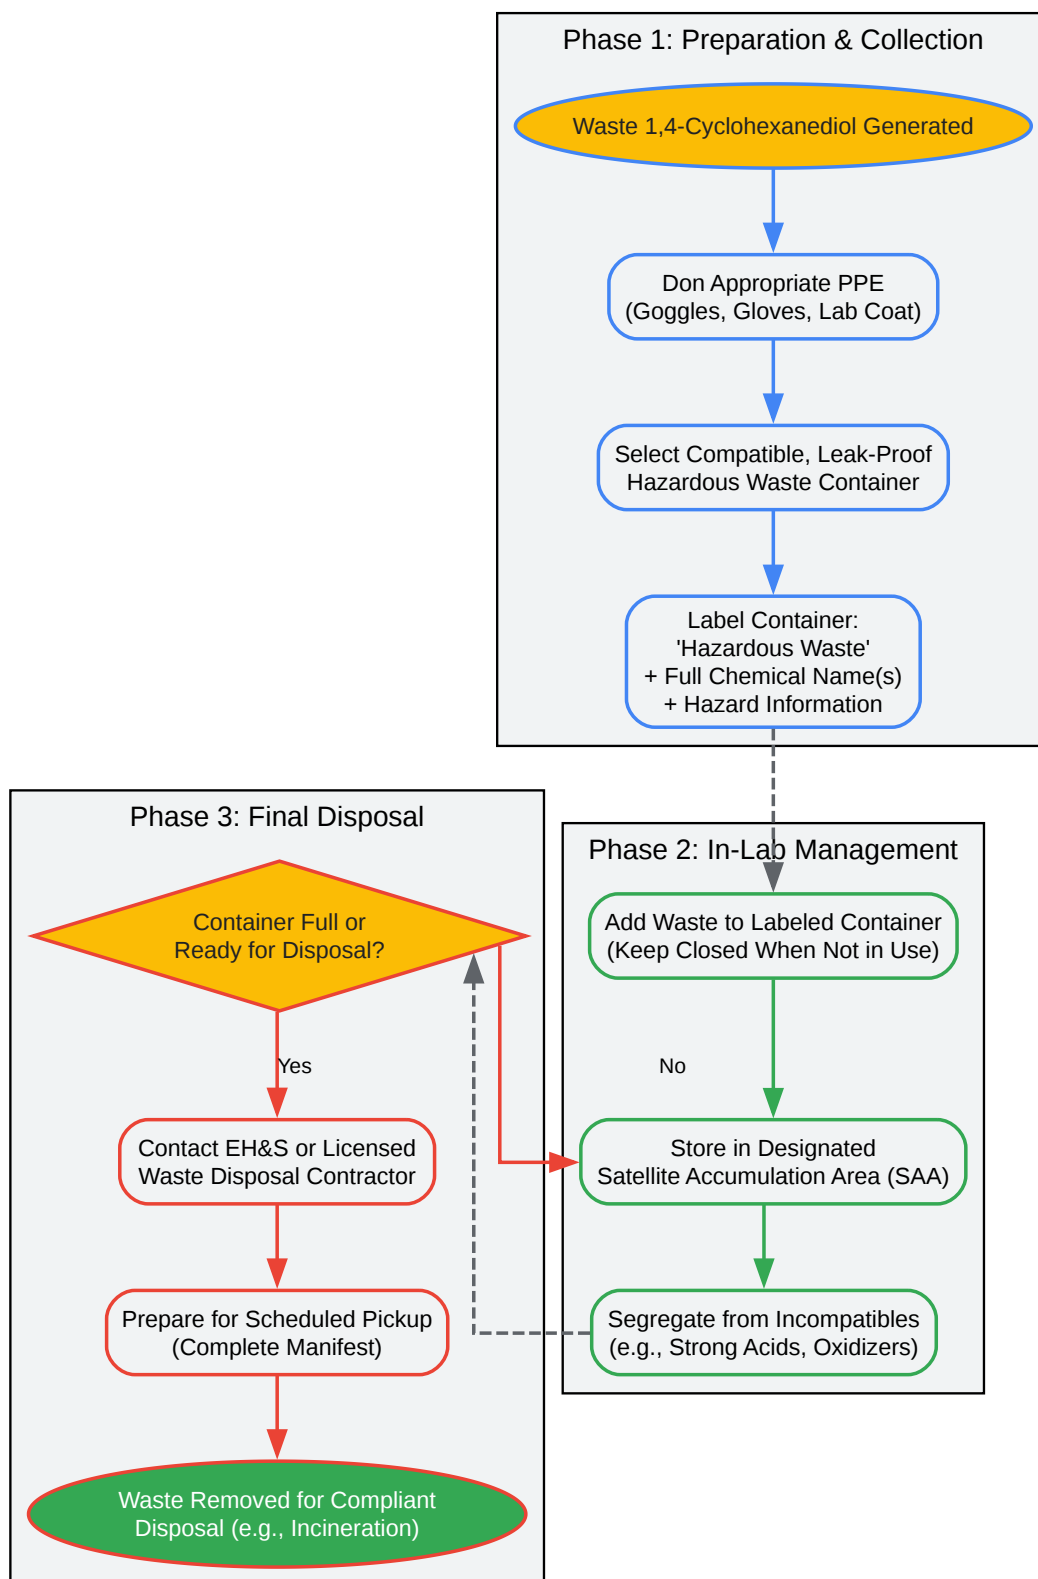 Phase 1: Preparation & Collection
Waste 1,4-Cyclohexanediol Generated
Don Appropriate PPE
(Goggles, Gloves, Lab Coat)
Select Compatible, Leak-Proof
Hazardous Waste Container
Label Container:
'Hazardous Waste'
+ Full Chemical Name(s)
+ Hazard Information
Phase 2: In-Lab Management
Add Waste to Labeled Container
(Keep Closed When Not in Use)
No
Store in Designated
Satellite Accumulation Area (SAA)
Segregate from Incompatibles
(e.g., Strong Acids, Oxidizers)
Phase 3: Final Disposal
Container Full or
Ready for Disposal?
Yes
Contact EH&S or Licensed
Waste Disposal Contractor
Prepare for Scheduled Pickup
(Complete Manifest)
Waste Removed for Compliant
Disposal (e.g., Incineration)